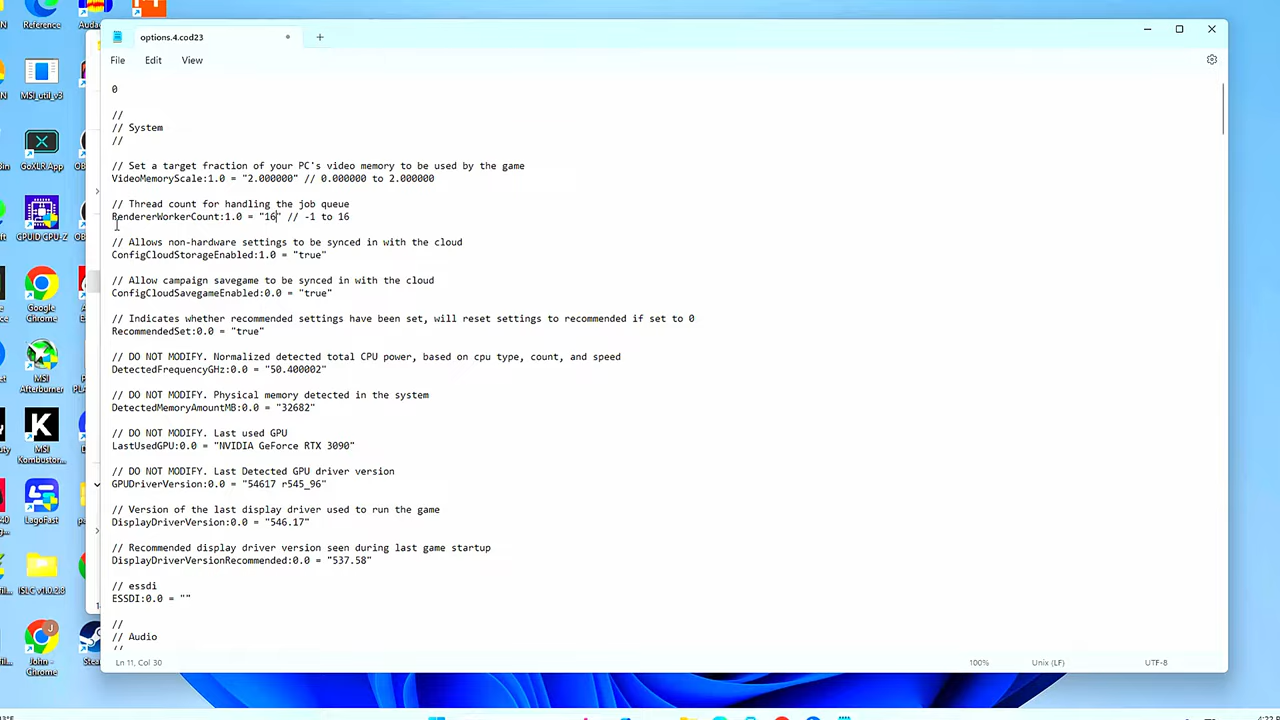 Reference
Audac
options.4.cod23
File Edit View
0
//
// System
//
// Set a target fraction of your PC's video memory to be used by the game
VideoMemoryScale:1.0 = "2.000000" // 0.000000 to 2.000000
// Thread count for handling the job queue
RendererWorkerCount:1.0 = "16" // -1 to 16
// Allows non-hardware settings to be synced in with the cloud
ConfigCloudStorageEnabled:1.0 = "true"
// Allow campaign savegame to be synced in with the cloud
ConfigCloudSavegameEnabled:0.0 = "true"
// Indicates whether recommended settings have been set, will reset settings to recommended if set to 0
RecommendedSet:0.0 = "true"
// DO NOT MODIFY. Normalized detected total CPU power, based on cpu type, count, and speed
DetectedFrequencyGHz:0.0 = "50.400002"
// DO NOT MODIFY. Physical memory detected in the system
DetectedMemoryAmountMB:0.0 = "32682"
// DO NOT MODIFY. Last used GPU
LastUsedGPU:0.0 = "NVIDIA GeForce RTX 3090"
// DO NOT MODIFY. Last Detected GPU driver version
GPUDriverVersion:0.0 = "54617 r545_96"
// Version of the last display driver used to run the game
DisplayDriverVersion:0.0 = "546.17"
// Recommended display driver version seen during last game startup
DisplayDriverVersionRecommended:0.0 = "537.58"
// essdi
ESSDI:0.0 = ""
//
// Audio
//
Ln 11, Col 30
100%
Unix (LF)
UTF-8
MSI_util_v3
GoXLR App
OB
CPUID CPU-Z
Google
Chrome
MSI
Afterburner
K
MSI
Kombustor...
LagoFast
ISLC v1.0.2.8
John -
Chrome
Stea